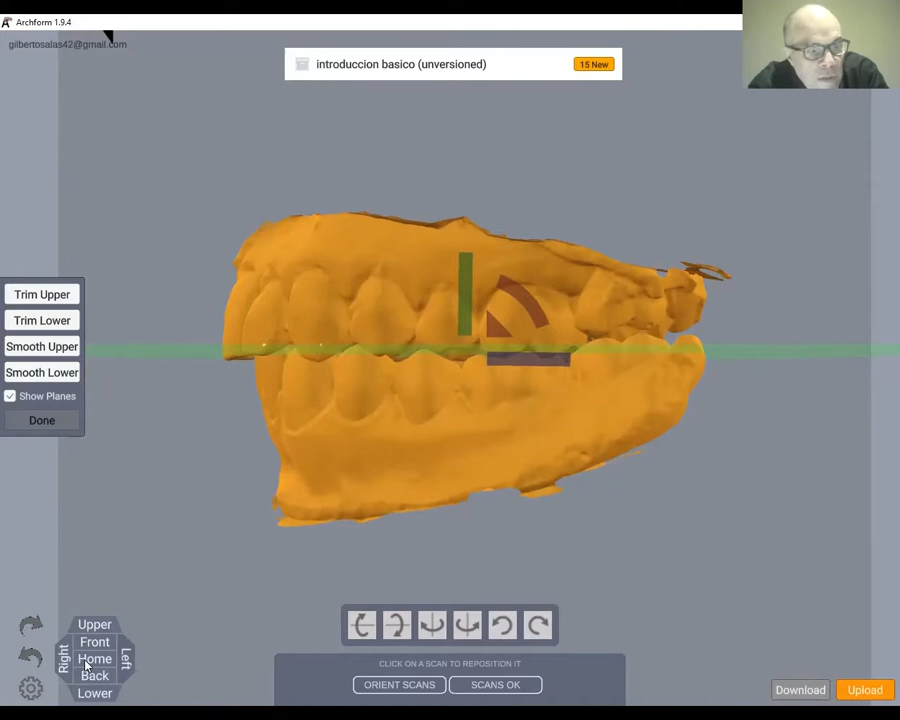 Archform 1.9.4
gilbertosalas42@gmail.com
introduccion basico (unversioned)
15 New
Trim Upper
Trim Lower
Smooth Upper
Smooth Lower
Show Planes
Done
Upper
Front
Right
Home
Left
Back
Lower
CLICK ON A SCAN TO REPOSITION IT
ORIENT SCANS
SCANS OK
Download
Upload